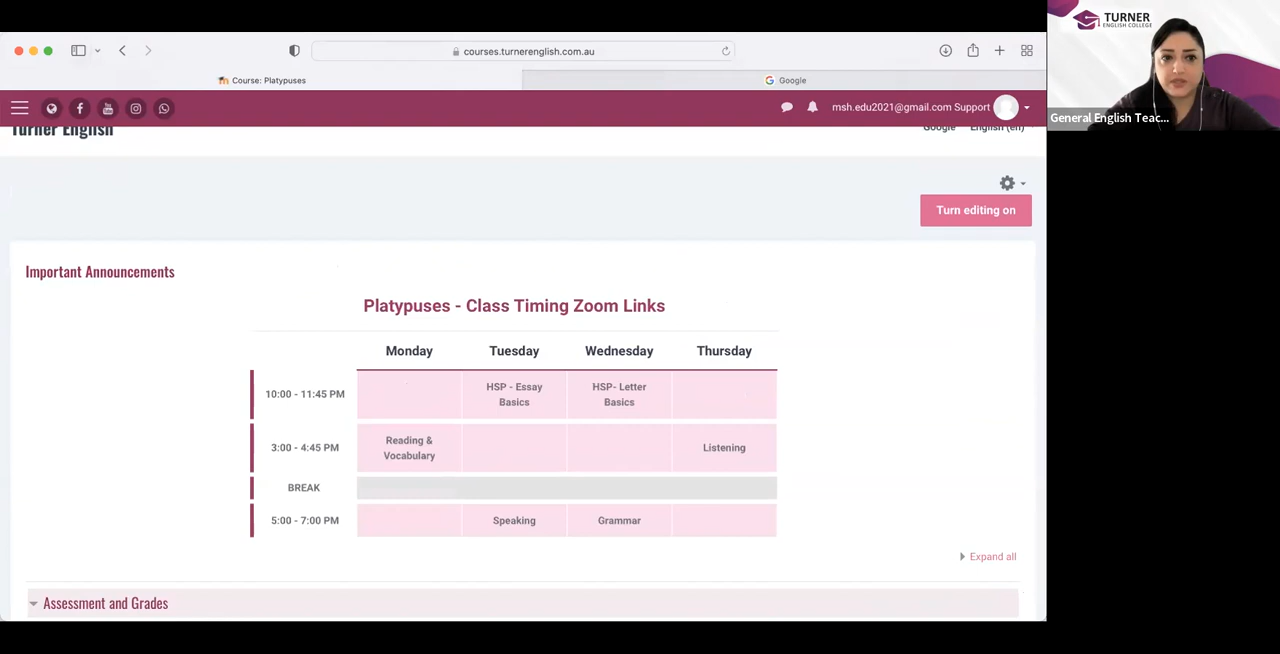 courses.turnerenglish.com.au
Course: Platypuses
Google
msh.edu2021@gmail.com Support
Turner English
Google English (en)
Turn editing on
Important Announcements
Platypuses - Class Timing Zoom Links
Monday Tuesday Wednesday Thursday
10:00 - 11:45 PM
HSP - Essay
Basics
HSP- Letter
Basics
3:00 - 4:45 PM
Reading &
Vocabulary
Listening
BREAK
5:00 - 7:00 PM Speaking Grammar
Expand all
Assessment and Grades
TURNER
ENGLISH COLLEGE
General English Teac...